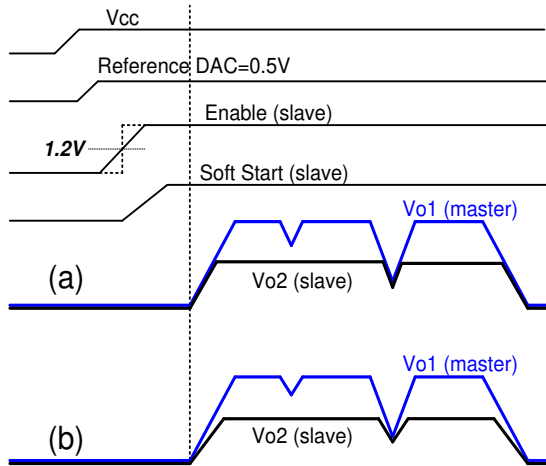 Vcc
Reference DAC=0.5V
Enable (slave)
1.2V
Soft Start (slave)
Vo1 (master)
(a)
Vo2 (slave)
Vo1 (master)
(b)
Vo2 (slave)